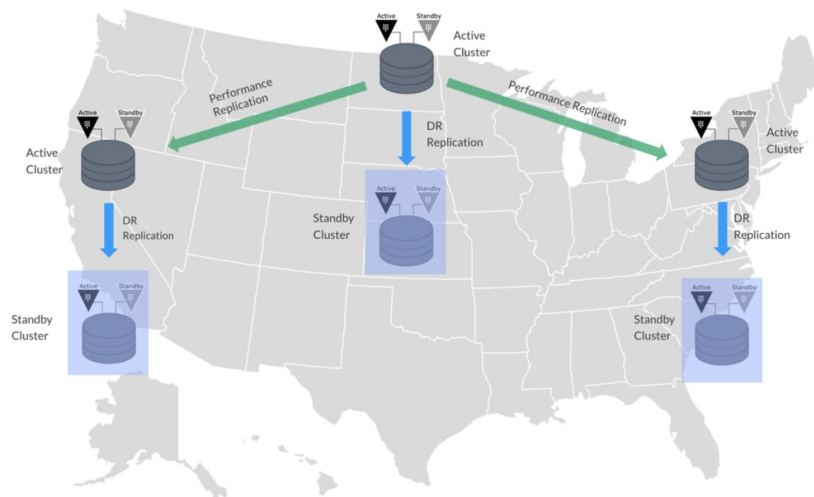 Active
Standby
Active
Cluster
Performance
Replication
Performance Replication
DR
Replication
Active
Standby
Active
Cluster
Active
Standby
Active
Cluster
Active
Standby
Standby
Cluster
DR
Replication
DR
Replication
Active
Standby
Standby
Cluster
Active
Standby
Standby
Cluster